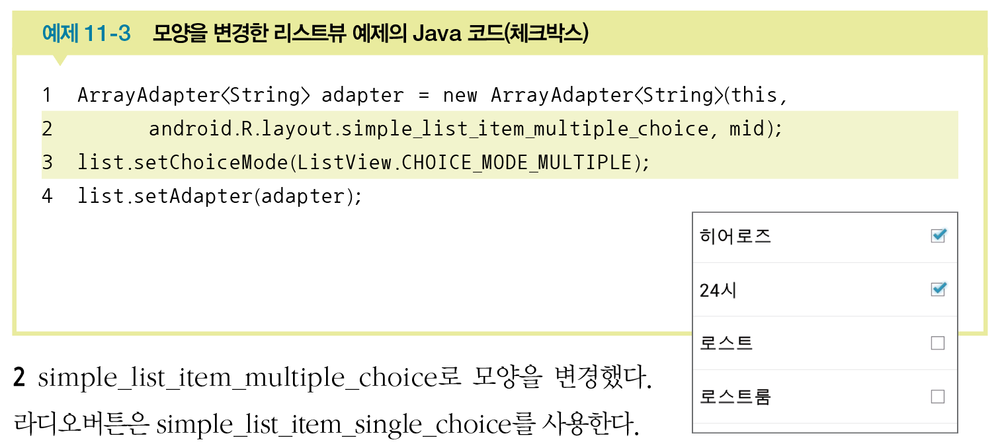 예제 11-3 모양을 변경한 리스트뷰 예제의 Java 코드(체크박스)
1 ArrayAdapter<String> adapter = new ArrayAdapter<String>(this,
2 android.R.layout.simple_list_item_multiple_choice, mid);
3 list.setChoiceMode(ListView.CHOICE_MODE_MULTIPLE);
4 list.setAdapter(adapter);
히어로즈
24시
로스트
로스트룸
2 simple_list_item_multiple_choice로 모양을 변경했다.
라디오버튼은 simple_list_item_single_choice를 사용한다.